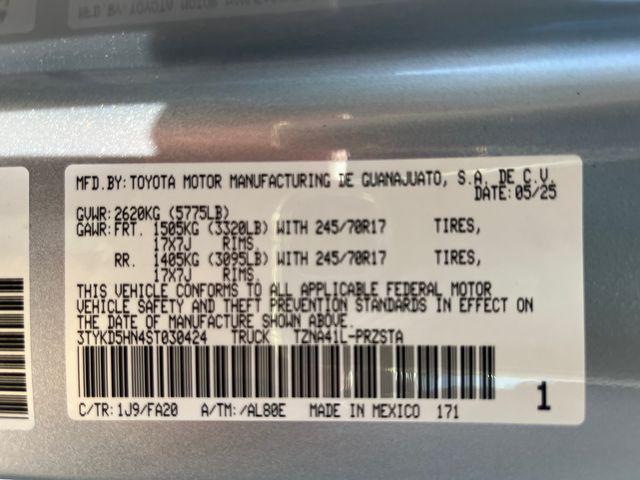 MFD.BY: TOYOTA MOTOR MANUFACTURING DE GUANAJUATO, S.A. DE C.V.
DATE: 05/25
GVWR: 2620KG (5775LB)
GAWR: FRT. 1505KG (3320LB) WITH 245/70R17 TIRES,
17X7J RIMS,
RR. 1405KG (3095LB) WITH 245/70R17 TIRES,
17X7J RIMS,
THIS VEHICLE CONFORMS TO ALL APPLICABLE FEDERAL MOTOR
VEHICLE SAFETY AND THEFT PREVENTION STANDARDS IN EFFECT ON
THE DATE OF MANUFACTURE SHOWN ABOVE.
3TYKD5HN4ST030424 TRUCK TZNA41L-PRZSTA
C/TR: 1J9/FA20 A/TM: /AL80E MADE IN MEXICO 171 1